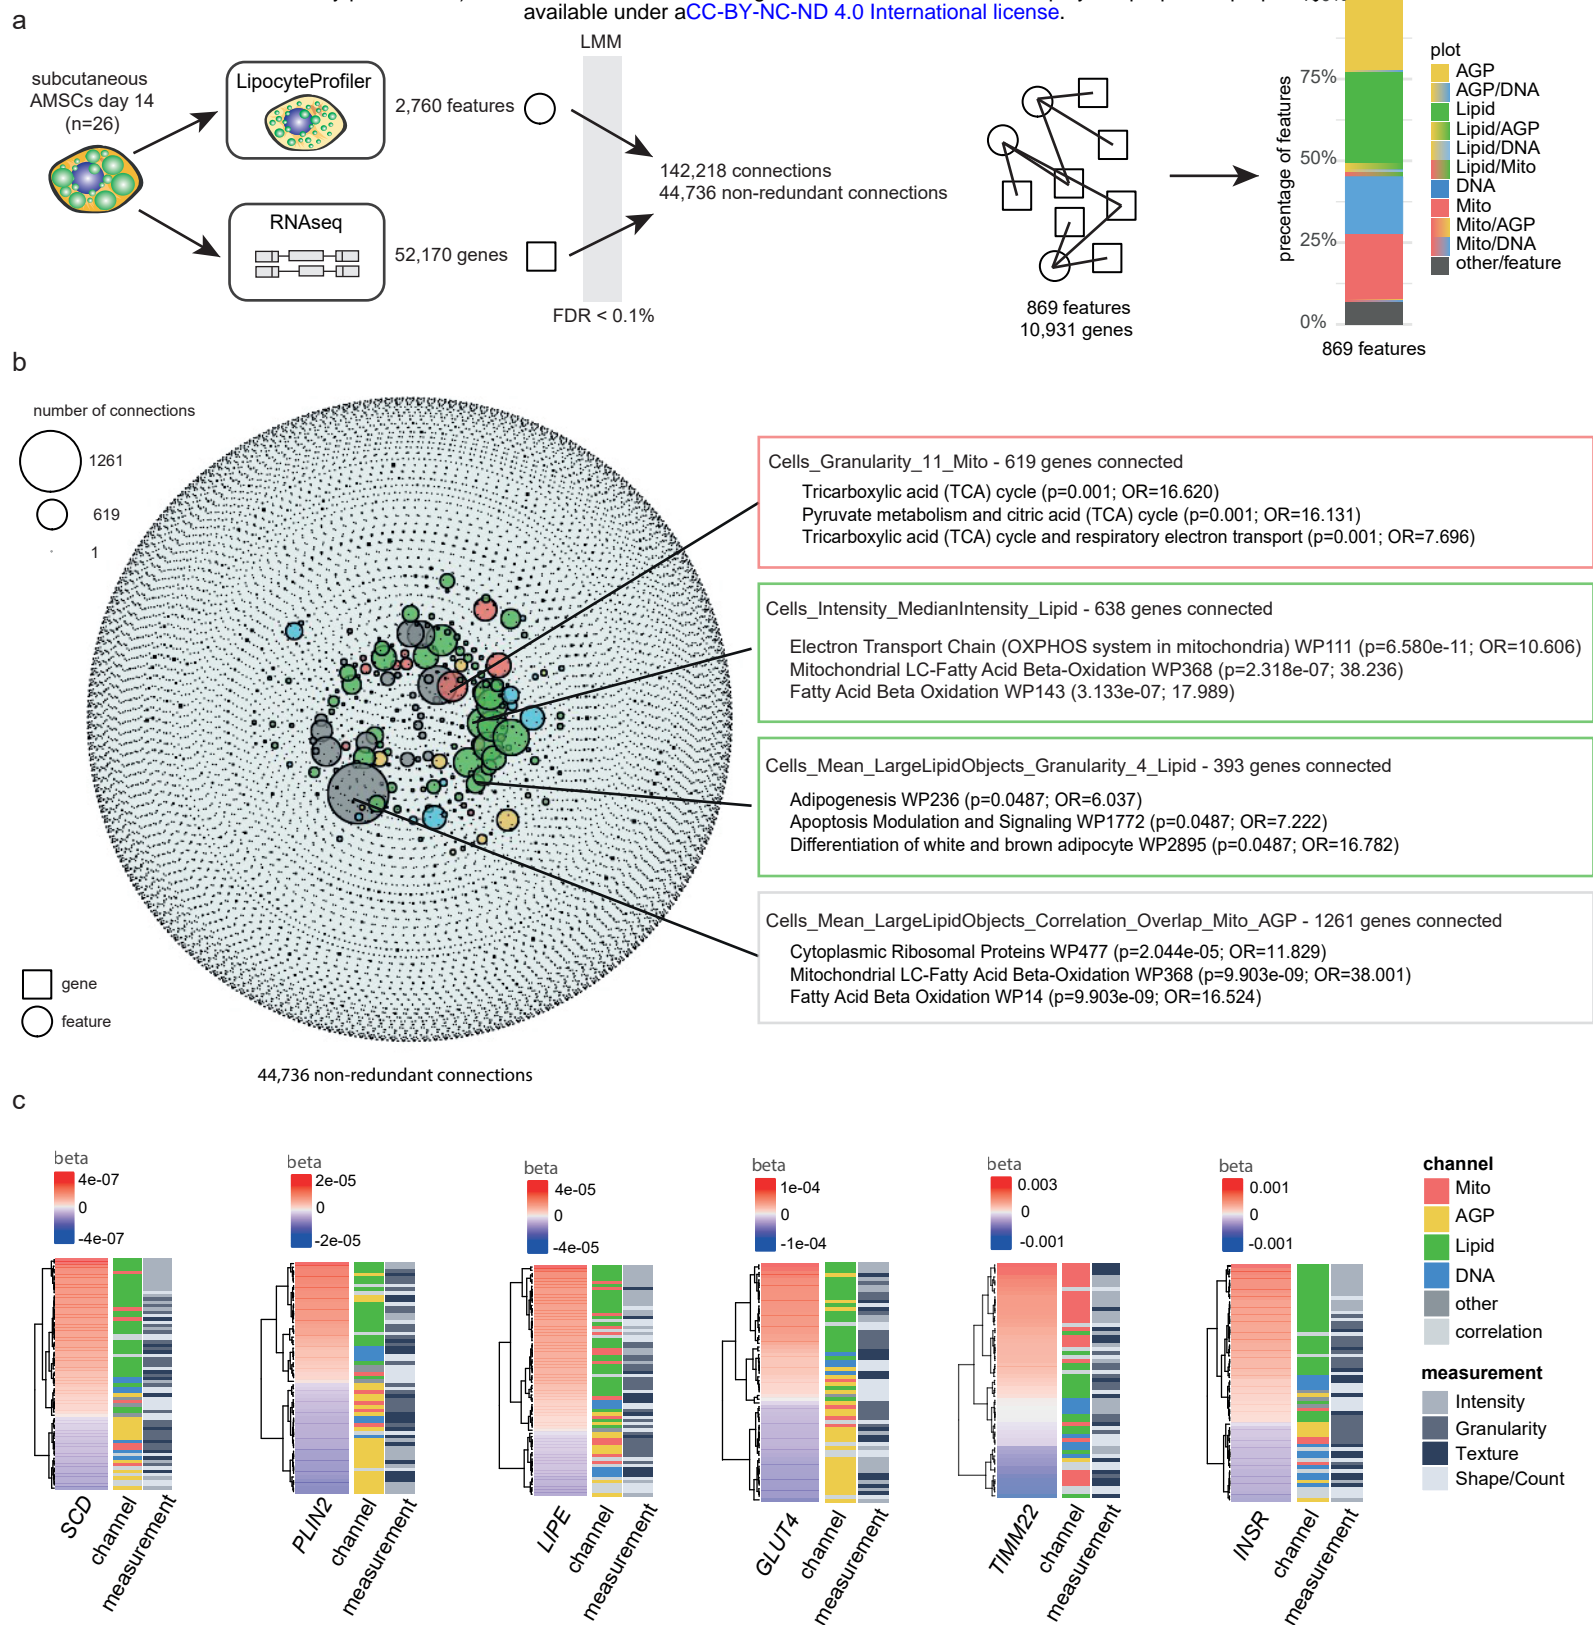 available under aCC-BY-NC-ND 4.0 International license.
a
subcutaneous
AMSCs day 14
(n=26)
LipocyteProfiler
2,760 features
RNAseq
52,170 genes
LMM
FDR < 0.1%
142,218 connections
44,736 non-redundant connections
869 features
10,931 genes
precentage of features
75%
50%
25%
0%
869 features
plot
AGP
AGP/DNA
Lipid
Lipid/AGP
Lipid/DNA
Lipid/Mito
DNA
Mito
Mito/AGP
Mito/DNA
other/feature
b
number of connections
1261
619
1
gene
feature
44,736 non-redundant connections
Cells_Granularity_11_Mito - 619 genes connected
Tricarboxylic acid (TCA) cycle (p=0.001; OR=16.620)
Pyruvate metabolism and citric acid (TCA) cycle (p=0.001; OR=16.131)
Tricarboxylic acid (TCA) cycle and respiratory electron transport (p=0.001; OR=7.696)
Cells_Intensity_MedianIntensity_Lipid - 638 genes connected
Electron Transport Chain (OXPHOS system in mitochondria) WP111 (p=6.580e-11; OR=10.606)
Mitochondrial LC-Fatty Acid Beta-Oxidation WP368 (p=2.318e-07; 38.236)
Fatty Acid Beta Oxidation WP143 (3.133e-07; 17.989)
Cells_Mean_LargeLipidObjects_Granularity_4_Lipid - 393 genes connected
Adipogenesis WP236 (p=0.0487; OR=6.037)
Apoptosis Modulation and Signaling WP1772 (p=0.0487; OR=7.222)
Differentiation of white and brown adipocyte WP2895 (p=0.0487; OR=16.782)
Cells_Mean_LargeLipidObjects_Correlation_Overlap_Mito_AGP - 1261 genes connected
Cytoplasmic Ribosomal Proteins WP477 (p=2.044e-05; OR=11.829)
Mitochondrial LC-Fatty Acid Beta-Oxidation WP368 (p=9.903e-09; OR=38.001)
Fatty Acid Beta Oxidation WP14 (p=9.903e-09; OR=16.524)
c
beta
4e-07
0
-4e-07
SCD
channel
measurement
beta
2e-05
0
-2e-05
PLIN2
channel
measurement
beta
4e-05
0
-4e-05
LIPE
channel
measurement
beta
1e-04
0
-1e-04
GLUT4
channel
measurement
beta
0.003
0
-0.001
TIMM22
channel
measurement
beta
0.001
0
-0.001
INSR
channel
measurement
channel
Mito
AGP
Lipid
DNA
other
correlation
measurement
Intensity
Granularity
Texture
Shape/Count